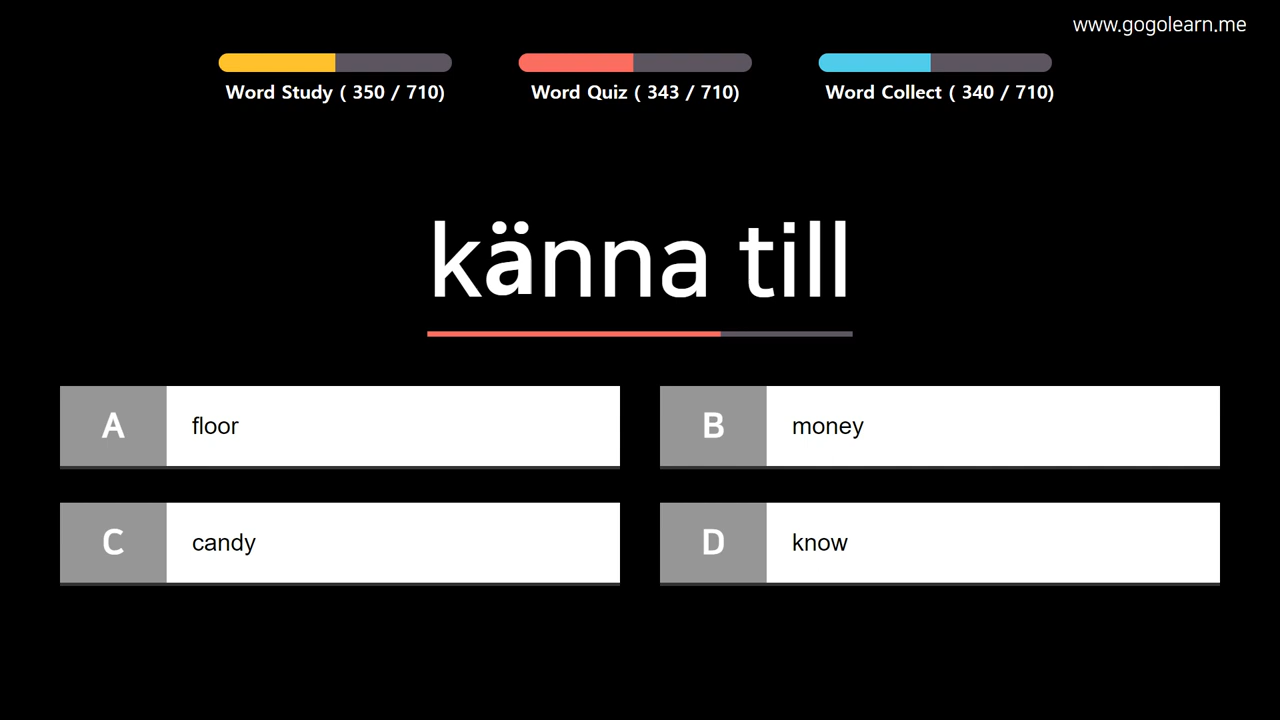 www.gogolearn.me
Word Study ( 350 / 710)
Word Quiz ( 343 / 710)
Word Collect ( 340 / 710)
känna till
A floor
B money
C candy
D know